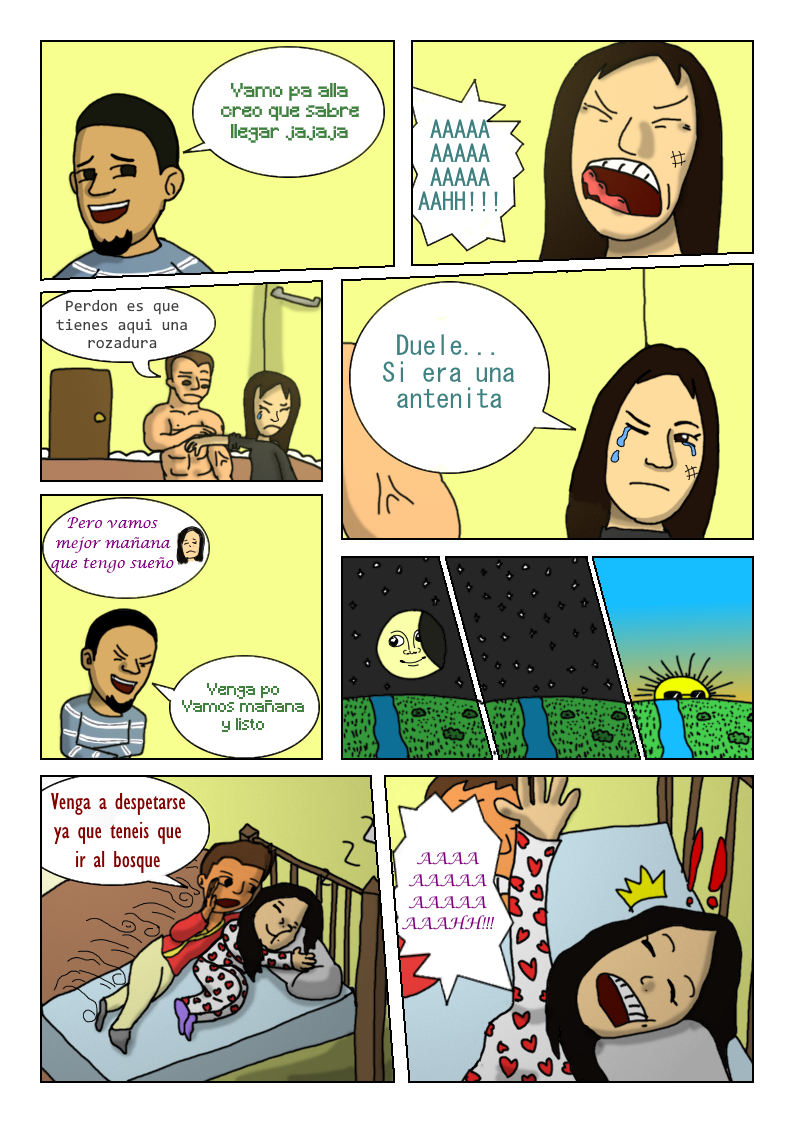 Vamo pa alla
creo que sabre
llegar jajaja
AAAAA
AAAAA
AAAAA
AAHH!!!
Perdon es que
tienes aqui una
rozadura
Duele...
Si era una
antenita
Pero vamos
mejor mañana
que tengo sueño
Venga po
Vamos mañana
y listo
Venga a despetarse
ya que teneis que
ir al bosque
Z
Z
AAAA
AAAAA
AAAAA
AAAHH!!!
!!